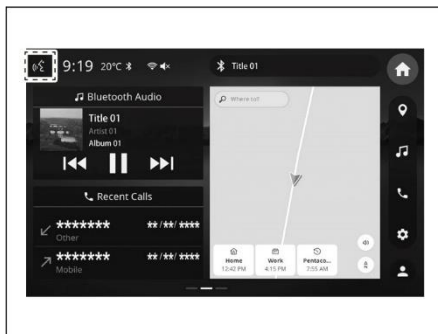 9:19 20°C
Title 01
Bluetooth Audio
Title 01
Artist 01
Album 01
Recent Calls
******* **/**/ ****
Other
******* **/**/ ****
Mobile
Where to?
Home
12:42 PM
Work
4:15 PM
Pentaco...
7:55 AM